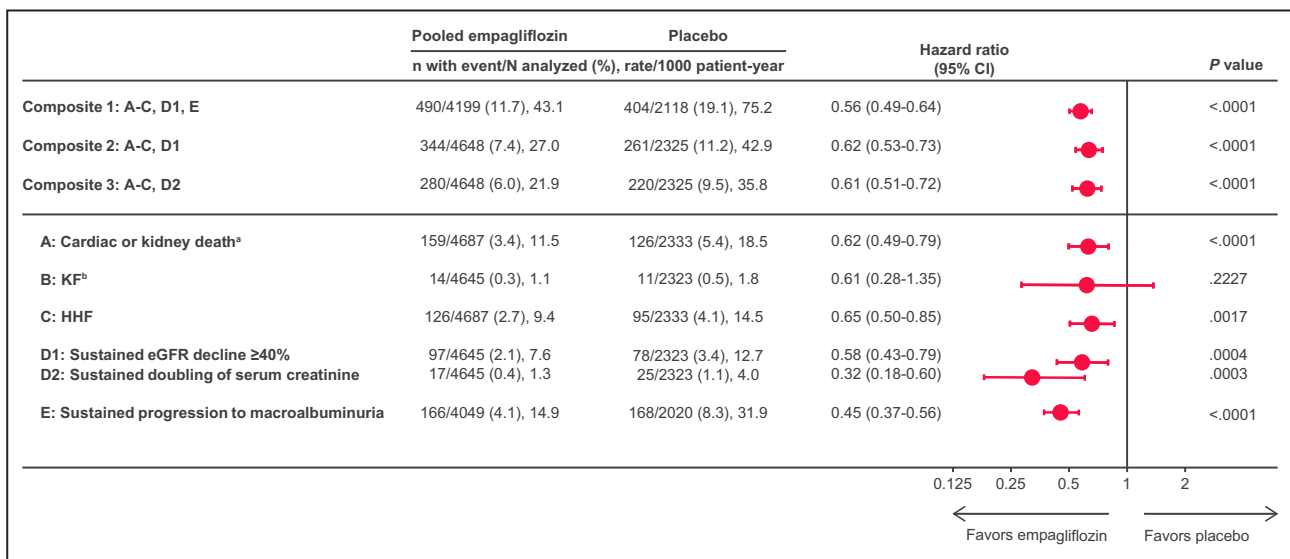 Pooled empagliflozin Placebo Hazard ratio
n with event/N analyzed (%), rate/1000 patient-year (95% CI) P value
Composite 1: A-C, D1, E 490/4199 (11.7), 43.1 404/2118 (19.1), 75.2 0.56 (0.49-0.64) <.0001
Composite 2: A-C, D1 344/4648 (7.4), 27.0 261/2325 (11.2), 42.9 0.62 (0.53-0.73) <.0001
Composite 3: A-C, D2 280/4648 (6.0), 21.9 220/2325 (9.5), 35.8 0.61 (0.51-0.72) <.0001
A: Cardiac or kidney deathᵃ 159/4687 (3.4), 11.5 126/2333 (5.4), 18.5 0.62 (0.49-0.79) <.0001
B: KFᵇ 14/4645 (0.3), 1.1 11/2323 (0.5), 1.8 0.61 (0.28-1.35) .2227
C: HHF 126/4687 (2.7), 9.4 95/2333 (4.1), 14.5 0.65 (0.50-0.85) .0017
D1: Sustained eGFR decline ≥40% 97/4645 (2.1), 7.6 78/2323 (3.4), 12.7 0.58 (0.43-0.79) .0004
D2: Sustained doubling of serum creatinine 17/4645 (0.4), 1.3 25/2323 (1.1), 4.0 0.32 (0.18-0.60) .0003
E: Sustained progression to macroalbuminuria 166/4049 (4.1), 14.9 168/2020 (8.3), 31.9 0.45 (0.37-0.56) <.0001
0.125 0.25 0.5 1 2
Favors empagliflozin Favors placebo